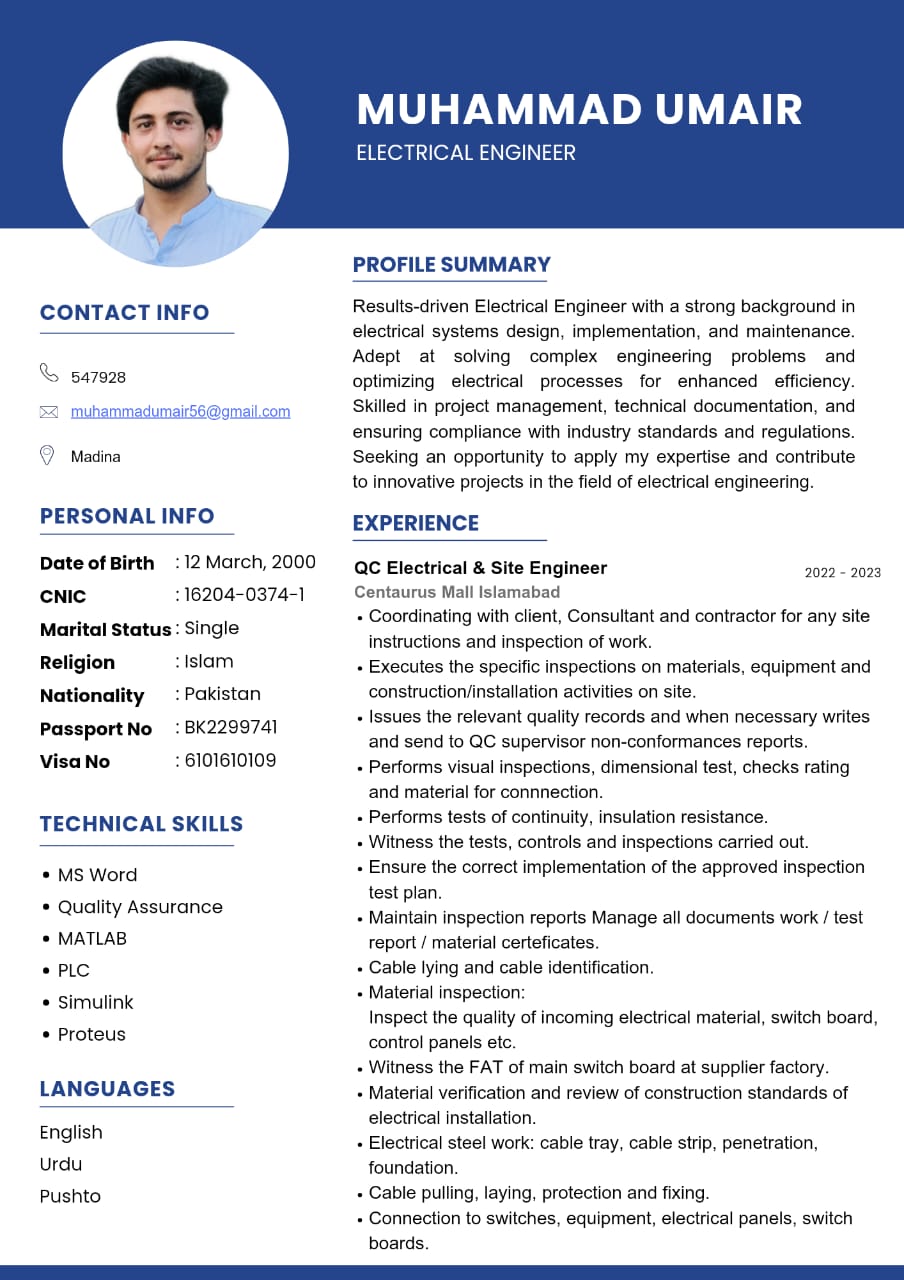 MUHAMMAD UMAIR
ELECTRICAL ENGINEER
CONTACT INFO
547928
muhammadumair56@gmail.com
Madina
PERSONAL INFO
Date of Birth : 12 March, 2000
CNIC : 16204-0374-1
Marital Status : Single
Religion : Islam
Nationality : Pakistan
Passport No : BK2299741
Visa No : 6101610109
TECHNICAL SKILLS
• MS Word
• Quality Assurance
• MATLAB
• PLC
• Simulink
• Proteus
LANGUAGES
English
Urdu
Pushto
PROFILE SUMMARY
Results-driven Electrical Engineer with a strong background in
electrical systems design, implementation, and maintenance.
Adept at solving complex engineering problems and
optimizing electrical processes for enhanced efficiency.
Skilled in project management, technical documentation, and
ensuring compliance with industry standards and regulations.
Seeking an opportunity to apply my expertise and contribute
to innovative projects in the field of electrical engineering.
EXPERIENCE
QC Electrical & Site Engineer 2022 - 2023
Centaurus Mall Islamabad
• Coordinating with client, Consultant and contractor for any site
instructions and inspection of work.
• Executes the specific inspections on materials, equipment and
construction/installation activities on site.
• Issues the relevant quality records and when necessary writes
and send to QC supervisor non-conformances reports.
• Performs visual inspections, dimensional test, checks rating
and material for connnection.
• Performs tests of continuity, insulation resistance.
• Witness the tests, controls and inspections carried out.
• Ensure the correct implementation of the approved inspection
test plan.
• Maintain inspection reports Manage all documents work / test
report / material certeficates.
• Cable lying and cable identification.
• Material inspection:
Inspect the quality of incoming electrical material, switch board,
control panels etc.
• Witness the FAT of main switch board at supplier factory.
• Material verification and review of construction standards of
electrical installation.
• Electrical steel work: cable tray, cable strip, penetration,
foundation.
• Cable pulling, laying, protection and fixing.
• Connection to switches, equipment, electrical panels, switch
boards.